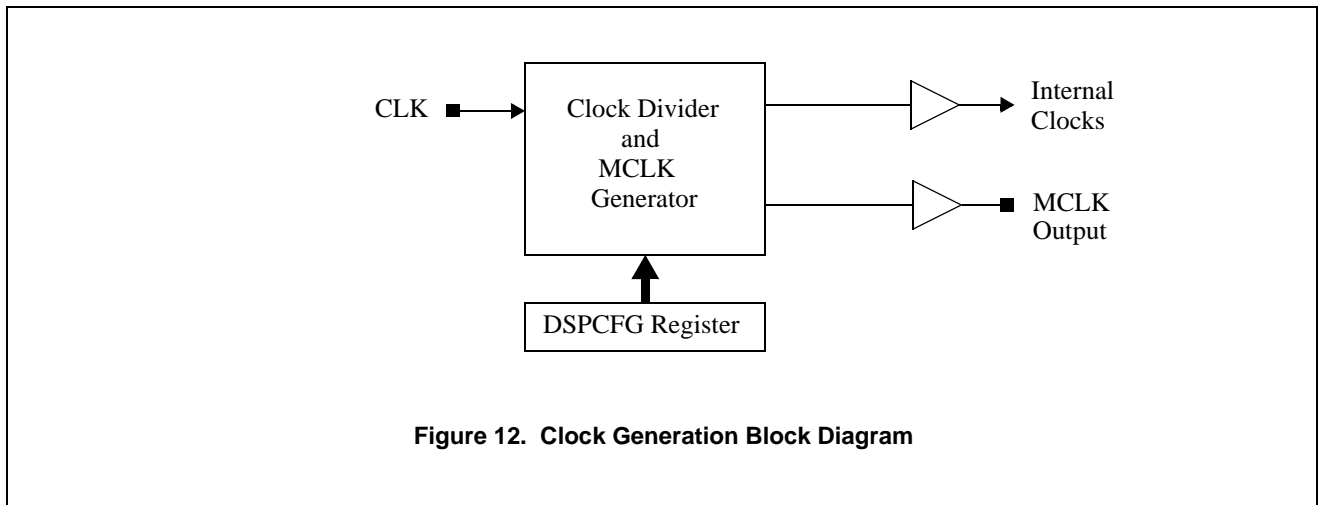 CLK
Clock Divider
and
MCLK
Generator
Internal
Clocks
MCLK
Output
DSPCFG Register
Figure 12. Clock Generation Block Diagram